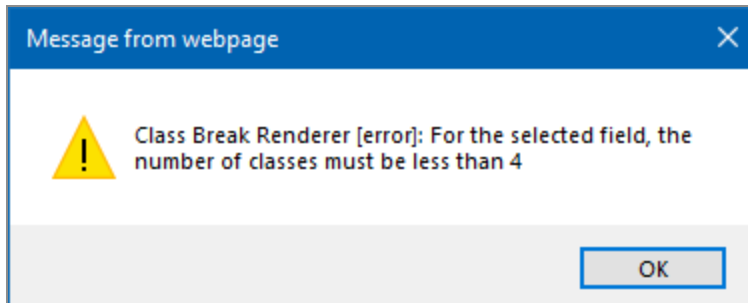 Message from webpage
Class Break Renderer [error]: For the selected field, the
number of classes must be less than 4
OK